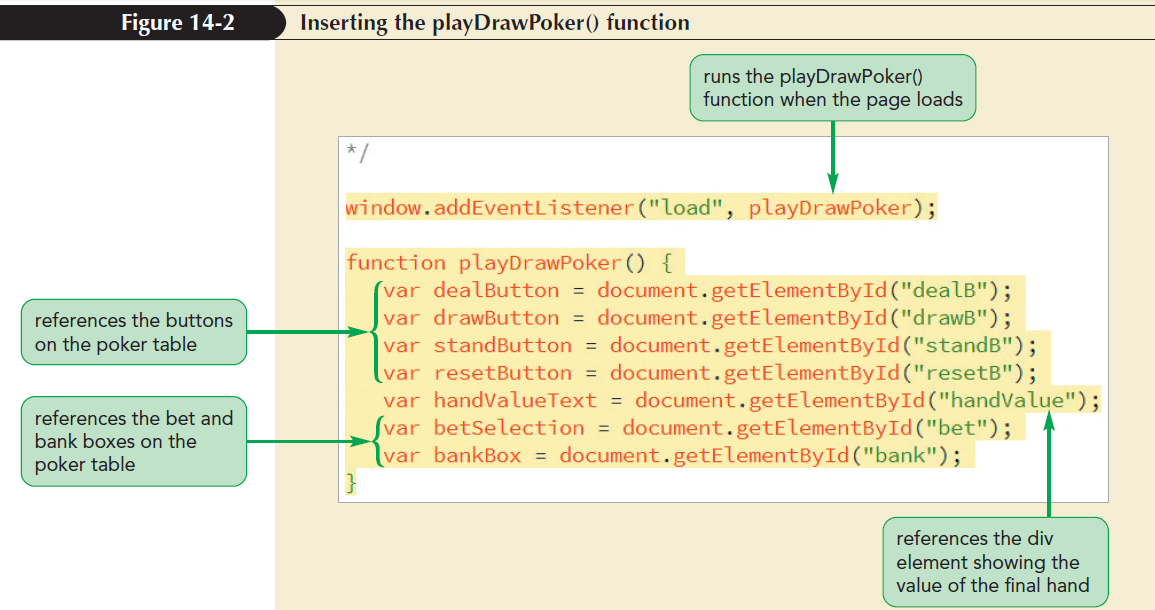 Figure 14-2 Inserting the playDrawPoker() function
runs the playDrawPoker()
function when the page loads
*/
window.addEventListener("load", playDrawPoker);
function playDrawPoker() {
var dealButton = document.getElementById("dealB");
var drawButton = document.getElementById("drawB");
var standButton = document.getElementById("standB");
var resetButton = document.getElementById("resetB");
var handValueText = document.getElementById("handValue");
var betSelection = document.getElementById("bet");
var bankBox = document.getElementById("bank");
}
references the buttons
on the poker table
references the bet and
bank boxes on the
poker table
references the div
element showing the
value of the final hand